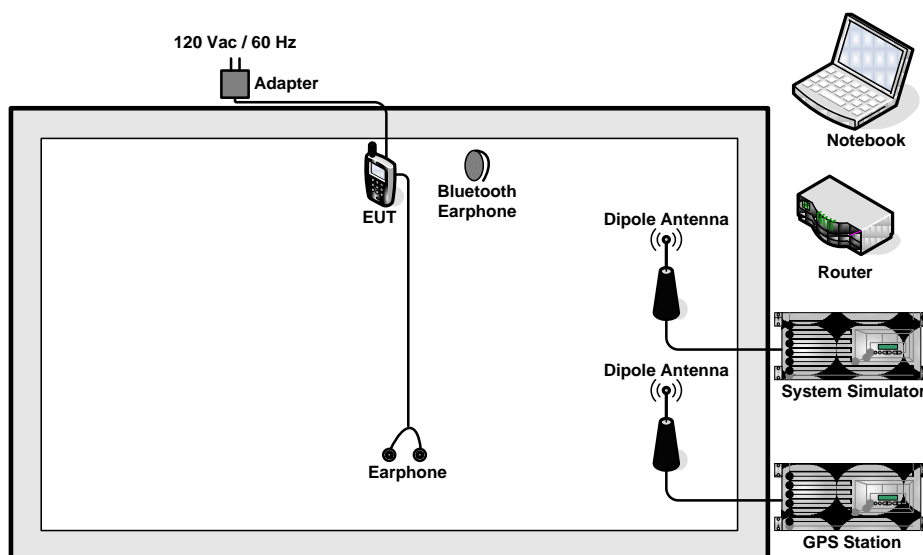 120 Vac / 60 Hz
Adapter
Notebook
EUT
Bluetooth
Earphone
Dipole Antenna
Router
System Simulator
Dipole Antenna
Earphone
GPS Station